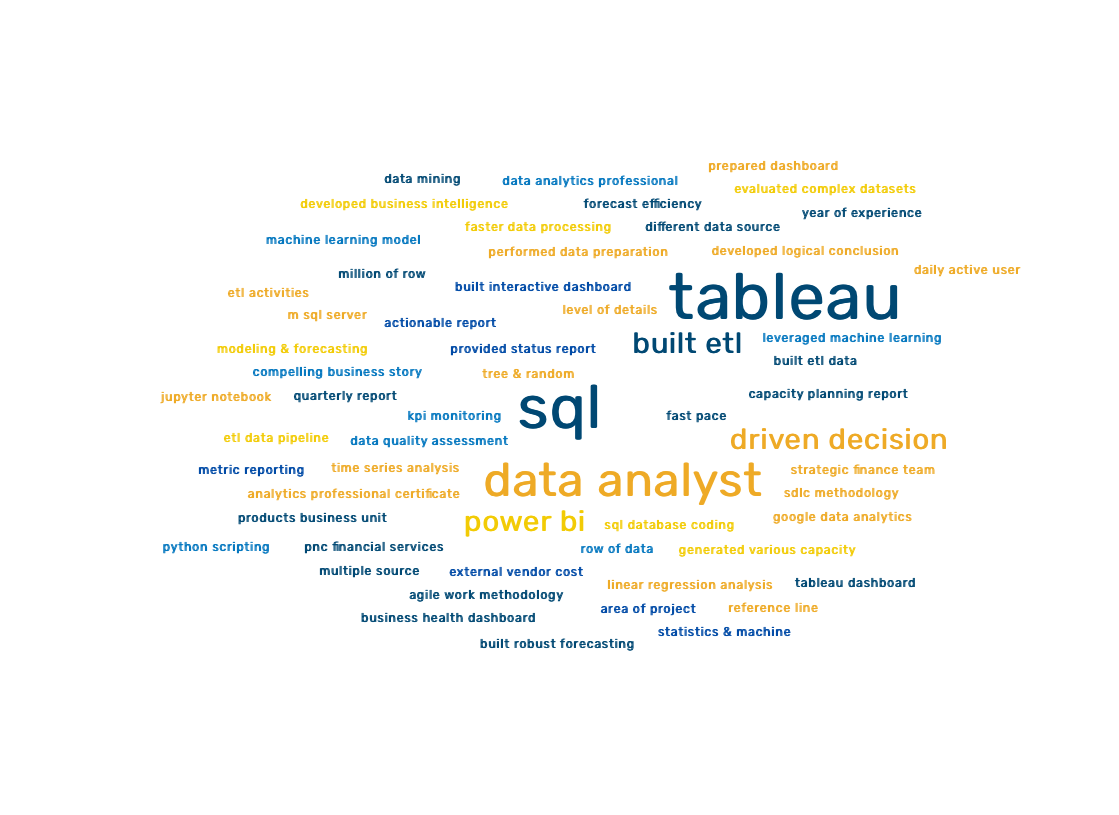 prepared dashboard
data mining
data analytics professional
evaluated complex datasets
developed business intelligence
forecast efficiency
year of experience
faster data processing
different data source
machine learning model
performed data preparation
developed logical conclusion
daily active user
million of row
built interactive dashboard
tableau
etl activities
level of details
m sql server
actionable report
built etl
leveraged machine learning
modeling & forecasting
provided status report
built etl data
compelling business story
tree & random
jupyter notebook
quarterly report
capacity planning report
sql
kpi monitoring
fast pace
etl data pipeline
data quality assessment
driven decision
metric reporting
time series analysis
data analyst
strategic finance team
analytics professional certificate
sdlc methodology
products business unit
power bi
sql database coding
google data analytics
python scripting
pnc financial services
row of data
generated various capacity
multiple source
external vendor cost
linear regression analysis
tableau dashboard
agile work methodology
area of project
reference line
business health dashboard
statistics & machine
built robust forecasting